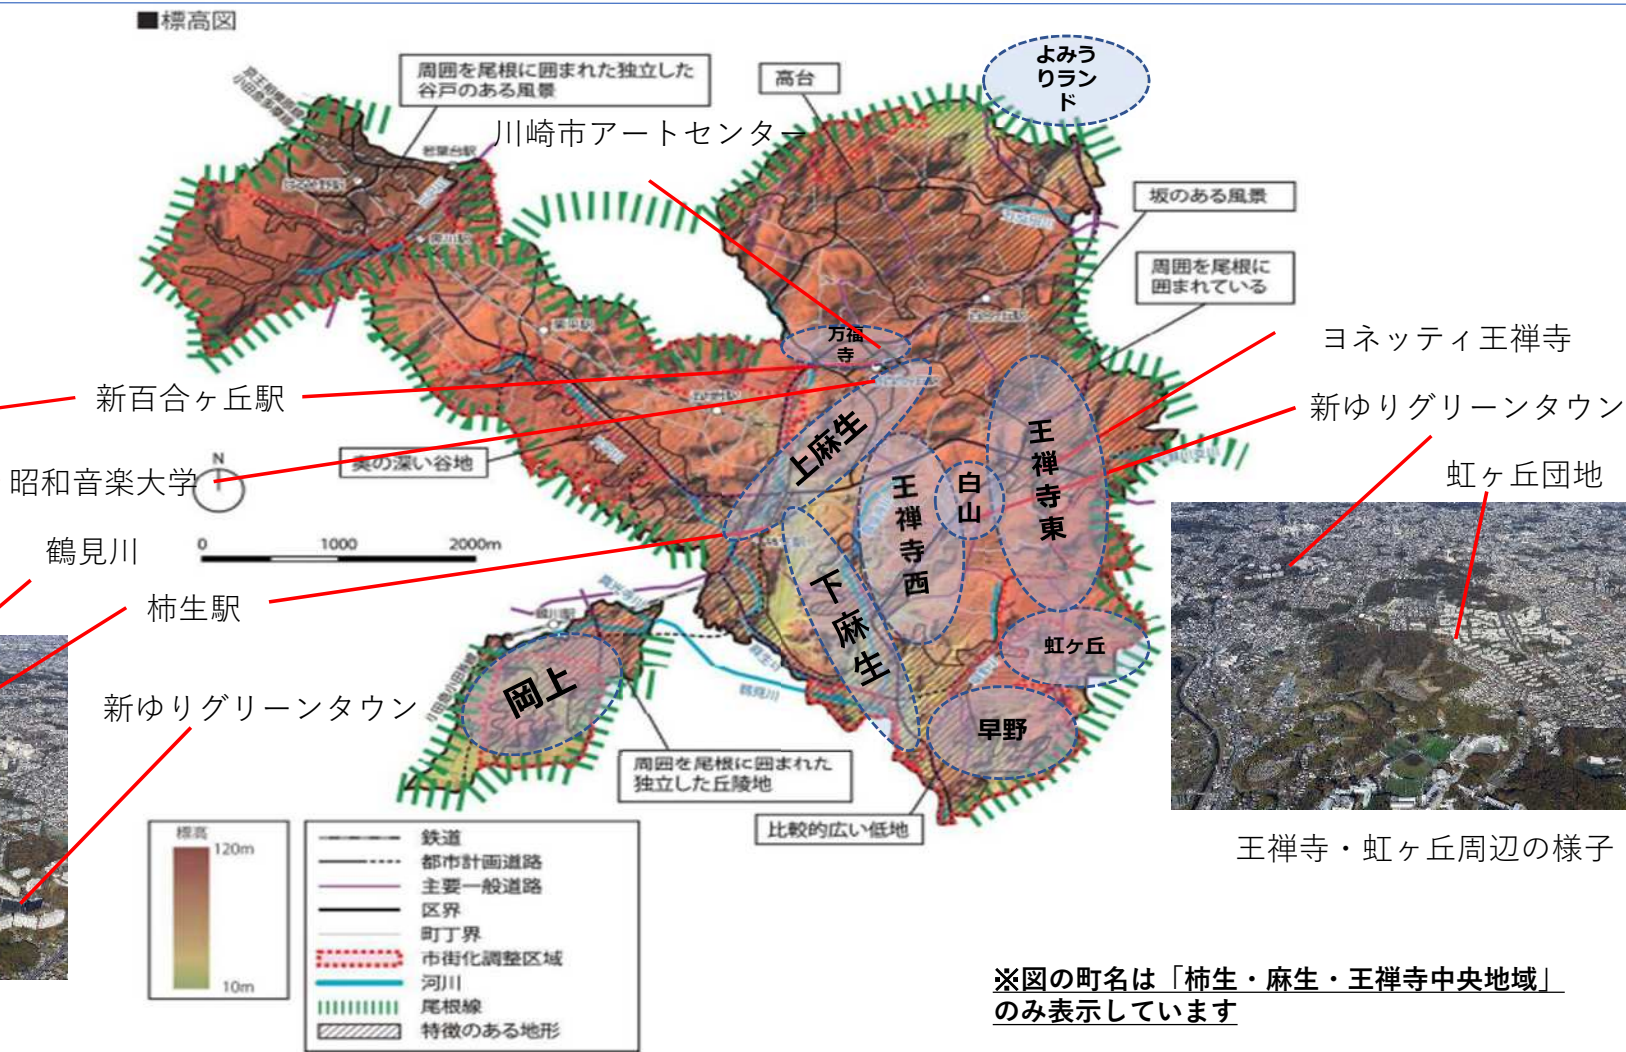 ■標高図
よみう
りラン
ド
周囲を尾根に囲まれた独立した
谷戸のある風景
高台
川崎市アートセンター
若葉台駅
坂のある風景
周囲を尾根に
囲まれている
万福
寺
ヨネッティ王禅寺
新百合ヶ丘駅
新ゆりグリーンタウン
上麻生
王禅寺東
奥の深い谷地
昭和音楽大学
N
虹ヶ丘団地
白山
王禅寺西
鶴見川
0 1000 2000m
柿生駅
下麻生
虹ヶ丘
岡上
鶴見川
新ゆりグリーンタウン
早野
周囲を尾根に囲まれた
独立した丘陵地
比較的広い低地
王禅寺・虹ヶ丘周辺の様子
標高
120m
10m
鉄道
都市計画道路
主要一般道路
区界
町丁界
市街化調整区域
河川
尾根線
特徴のある地形
※図の町名は「柿生・麻生・王禅寺中央地域」
のみ表示しています